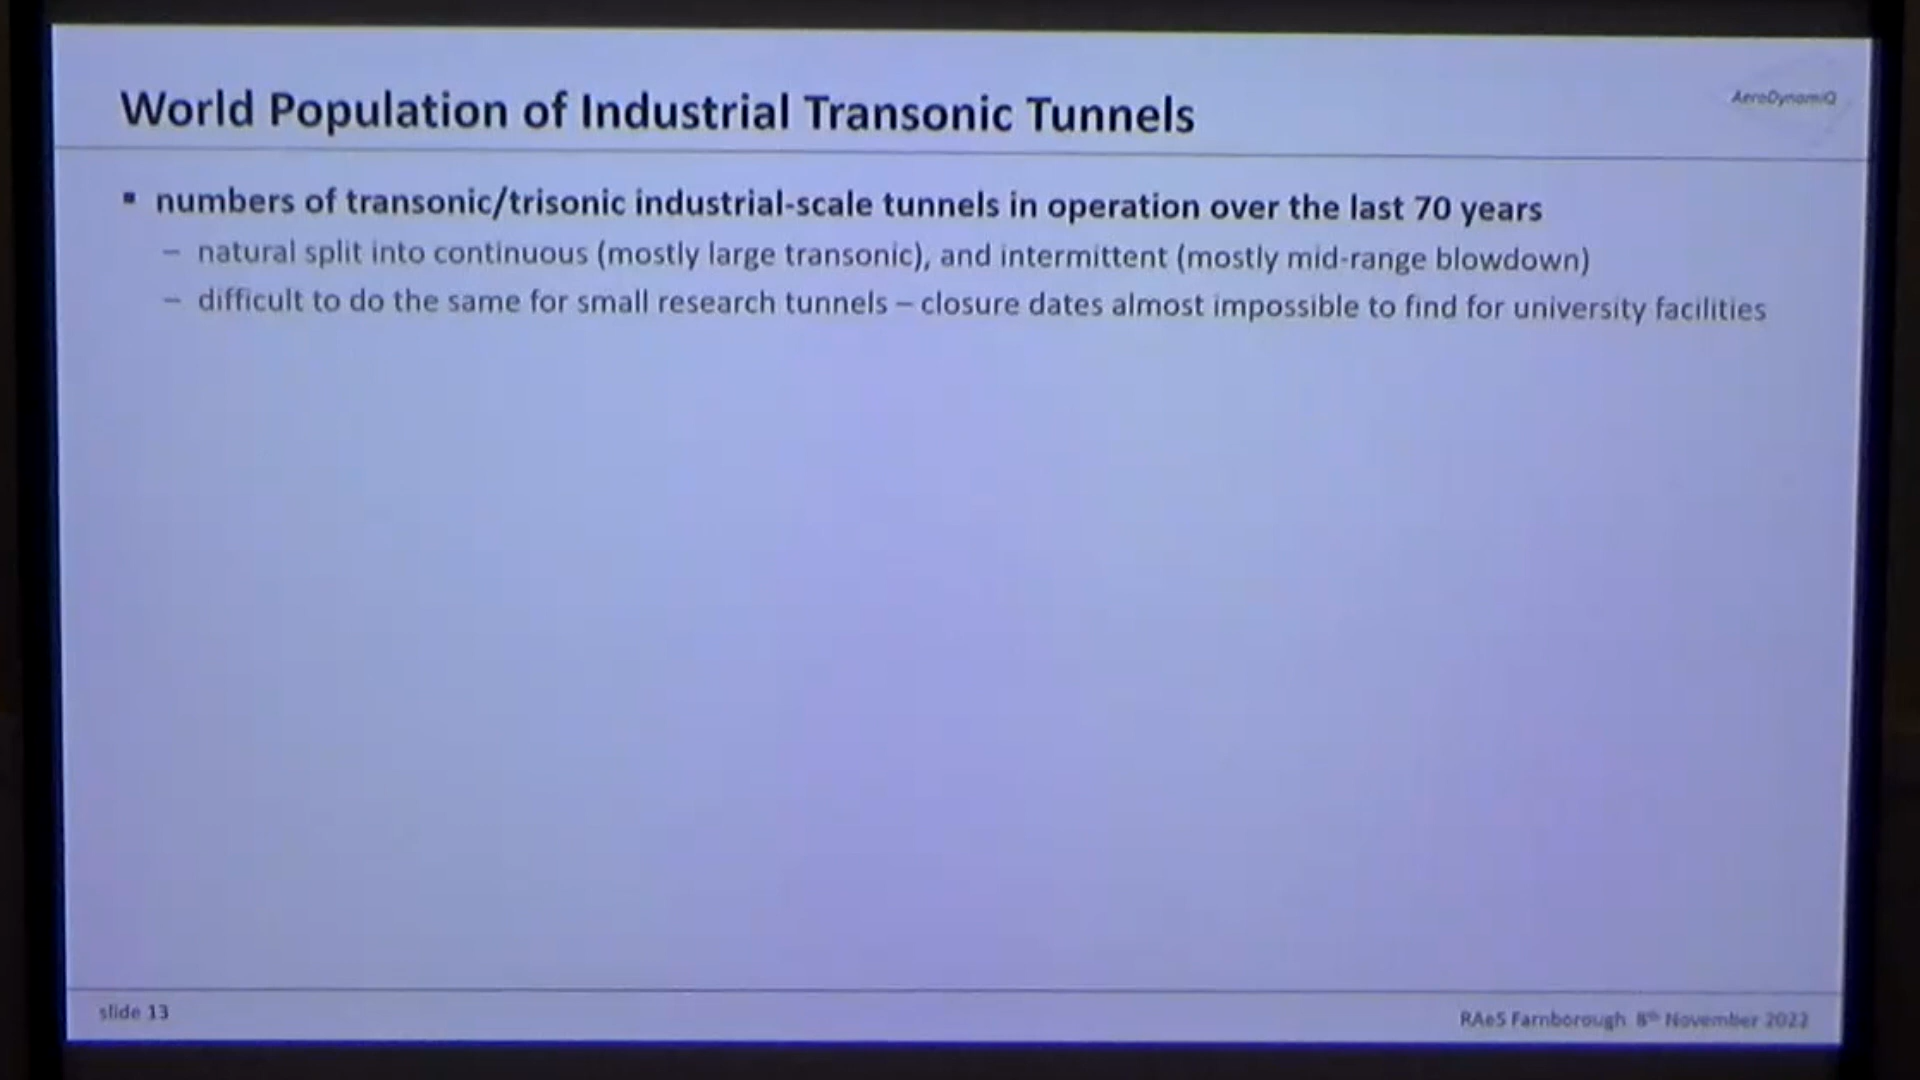 World Population of Industrial Transonic Tunnels
AeroDynamiQ
▪ numbers of transonic/trisonic industrial-scale tunnels in operation over the last 70 years
– natural split into continuous (mostly large transonic), and intermittent (mostly mid-range blowdown)
– difficult to do the same for small research tunnels – closure dates almost impossible to find for university facilities
slide 13
RAeS Farnborough 8th November 2022